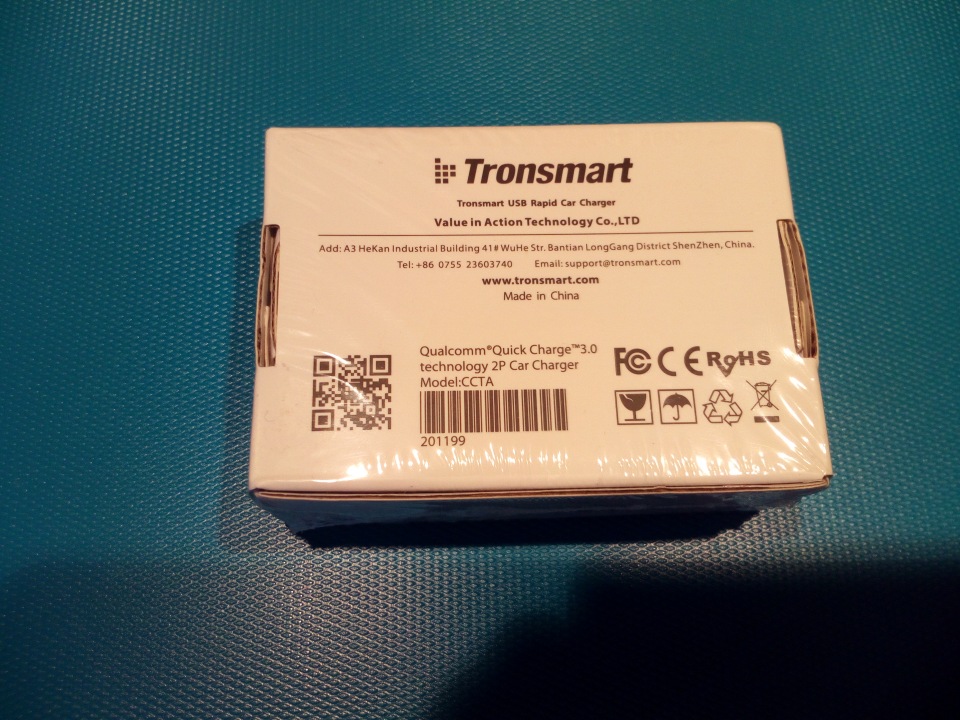 Tronsmart
Tronsmart USB Rapid Car Charger
Value in Action Technology Co.,LTD
Add: A3 HeKan Industrial Building 41# WuHe Str. Bantian LongGang District ShenZhen, China.
Tel: +86 0755 23603740 Email: support@tronsmart.com
www.tronsmart.com
Made in China
Qualcomm®Quick Charge™3.0
technology 2P Car Charger
Model:CCTA
201199
FC CE RoHS